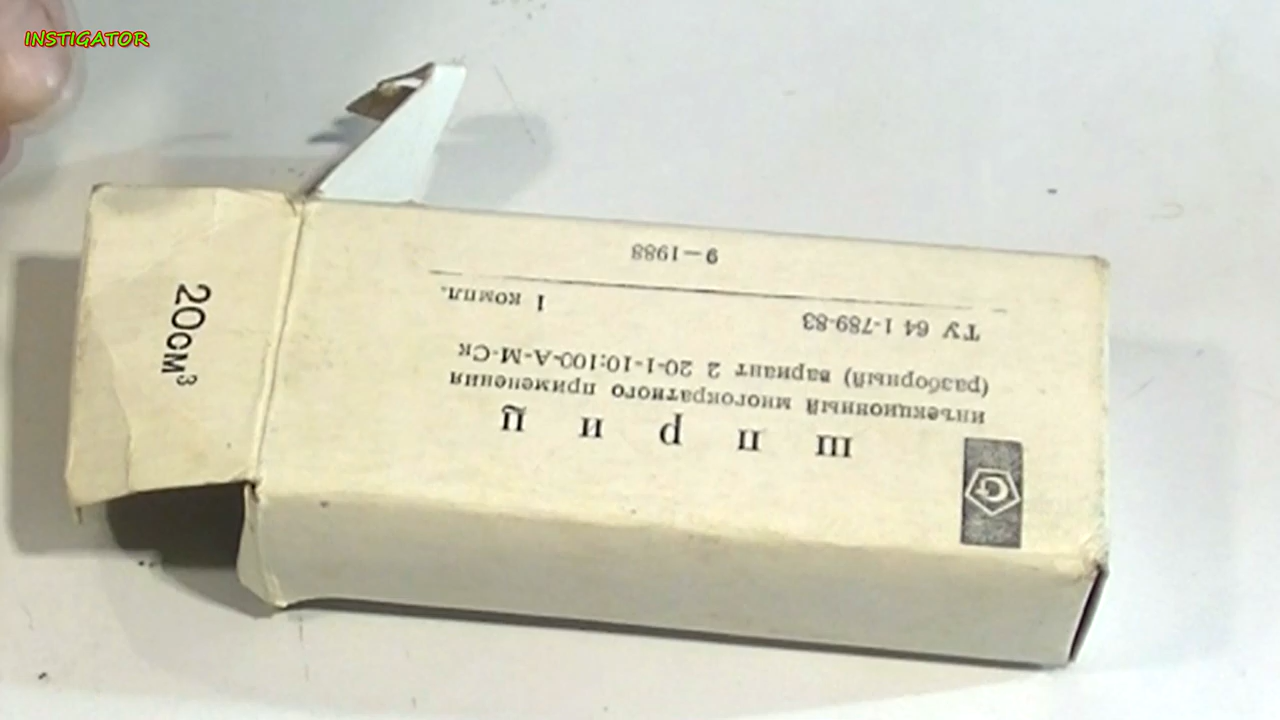 INSTIGATOR
Шприц
инъекционный многократного применения
(разборный) вариант 2 20-1-10:100-А-М-Ск
ТУ 64 1-789-83 1 компл.
9—1988
20см³